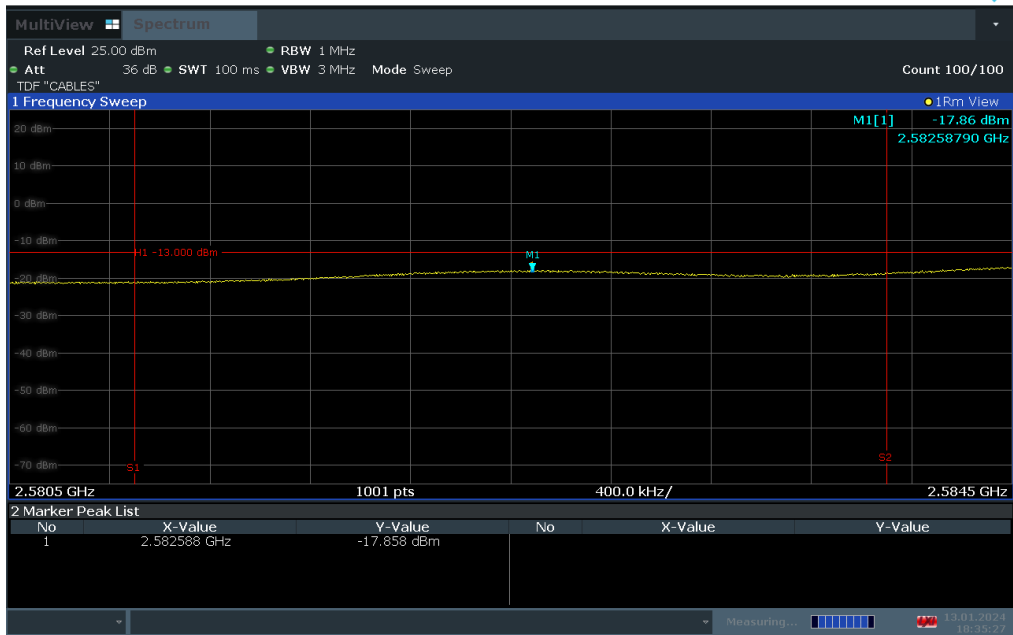 MultiView Spectrum
Ref Level 25.00 dBm RBW 1 MHz
Att 36 dB SWT 100 ms VBW 3 MHz Mode Sweep Count 100/100
TDF "CABLES"
1 Frequency Sweep 1Rm View
M1[1] -17.86 dBm
2.58258790 GHz
20 dBm
10 dBm
0 dBm
-10 dBm
H1 -13.000 dBm
M1
-20 dBm
-30 dBm
-40 dBm
-50 dBm
-60 dBm
-70 dBm
S1
S2
2.5805 GHz 1001 pts 400.0 kHz/ 2.5845 GHz
2 Marker Peak List
No X-Value Y-Value No X-Value Y-Value
1 2.582588 GHz -17.858 dBm
Measuring... 13.01.2024
18:35:27